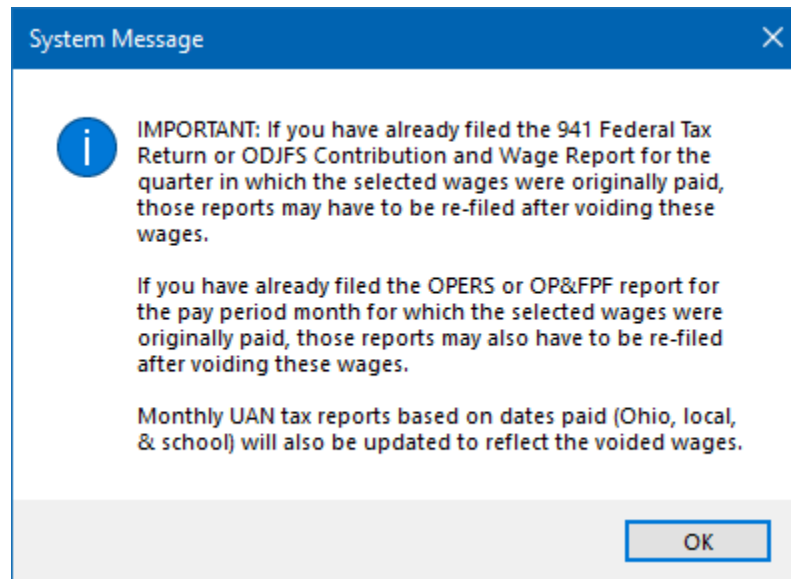 System Message
IMPORTANT: If you have already filed the 941 Federal Tax
Return or ODJFS Contribution and Wage Report for the
quarter in which the selected wages were originally paid,
those reports may have to be re-filed after voiding these
wages.
If you have already filed the OPERS or OP&FPF report for
the pay period month for which the selected wages were
originally paid, those reports may also have to be re-filed
after voiding these wages.
Monthly UAN tax reports based on dates paid (Ohio, local,
& school) will also be updated to reflect the voided wages.
OK